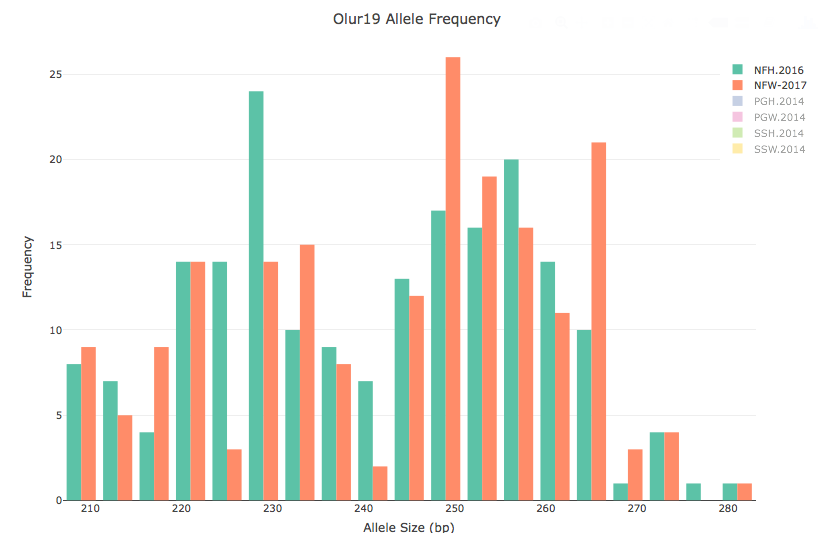 Olur19 Allele Frequency
25
20
15
10
5
0
Frequency
210
220
230
240
250
260
270
280
Allele Size (bp)
NFH.2016
NFW-2017
PGH.2014
PGW.2014
SSH.2014
SSW.2014